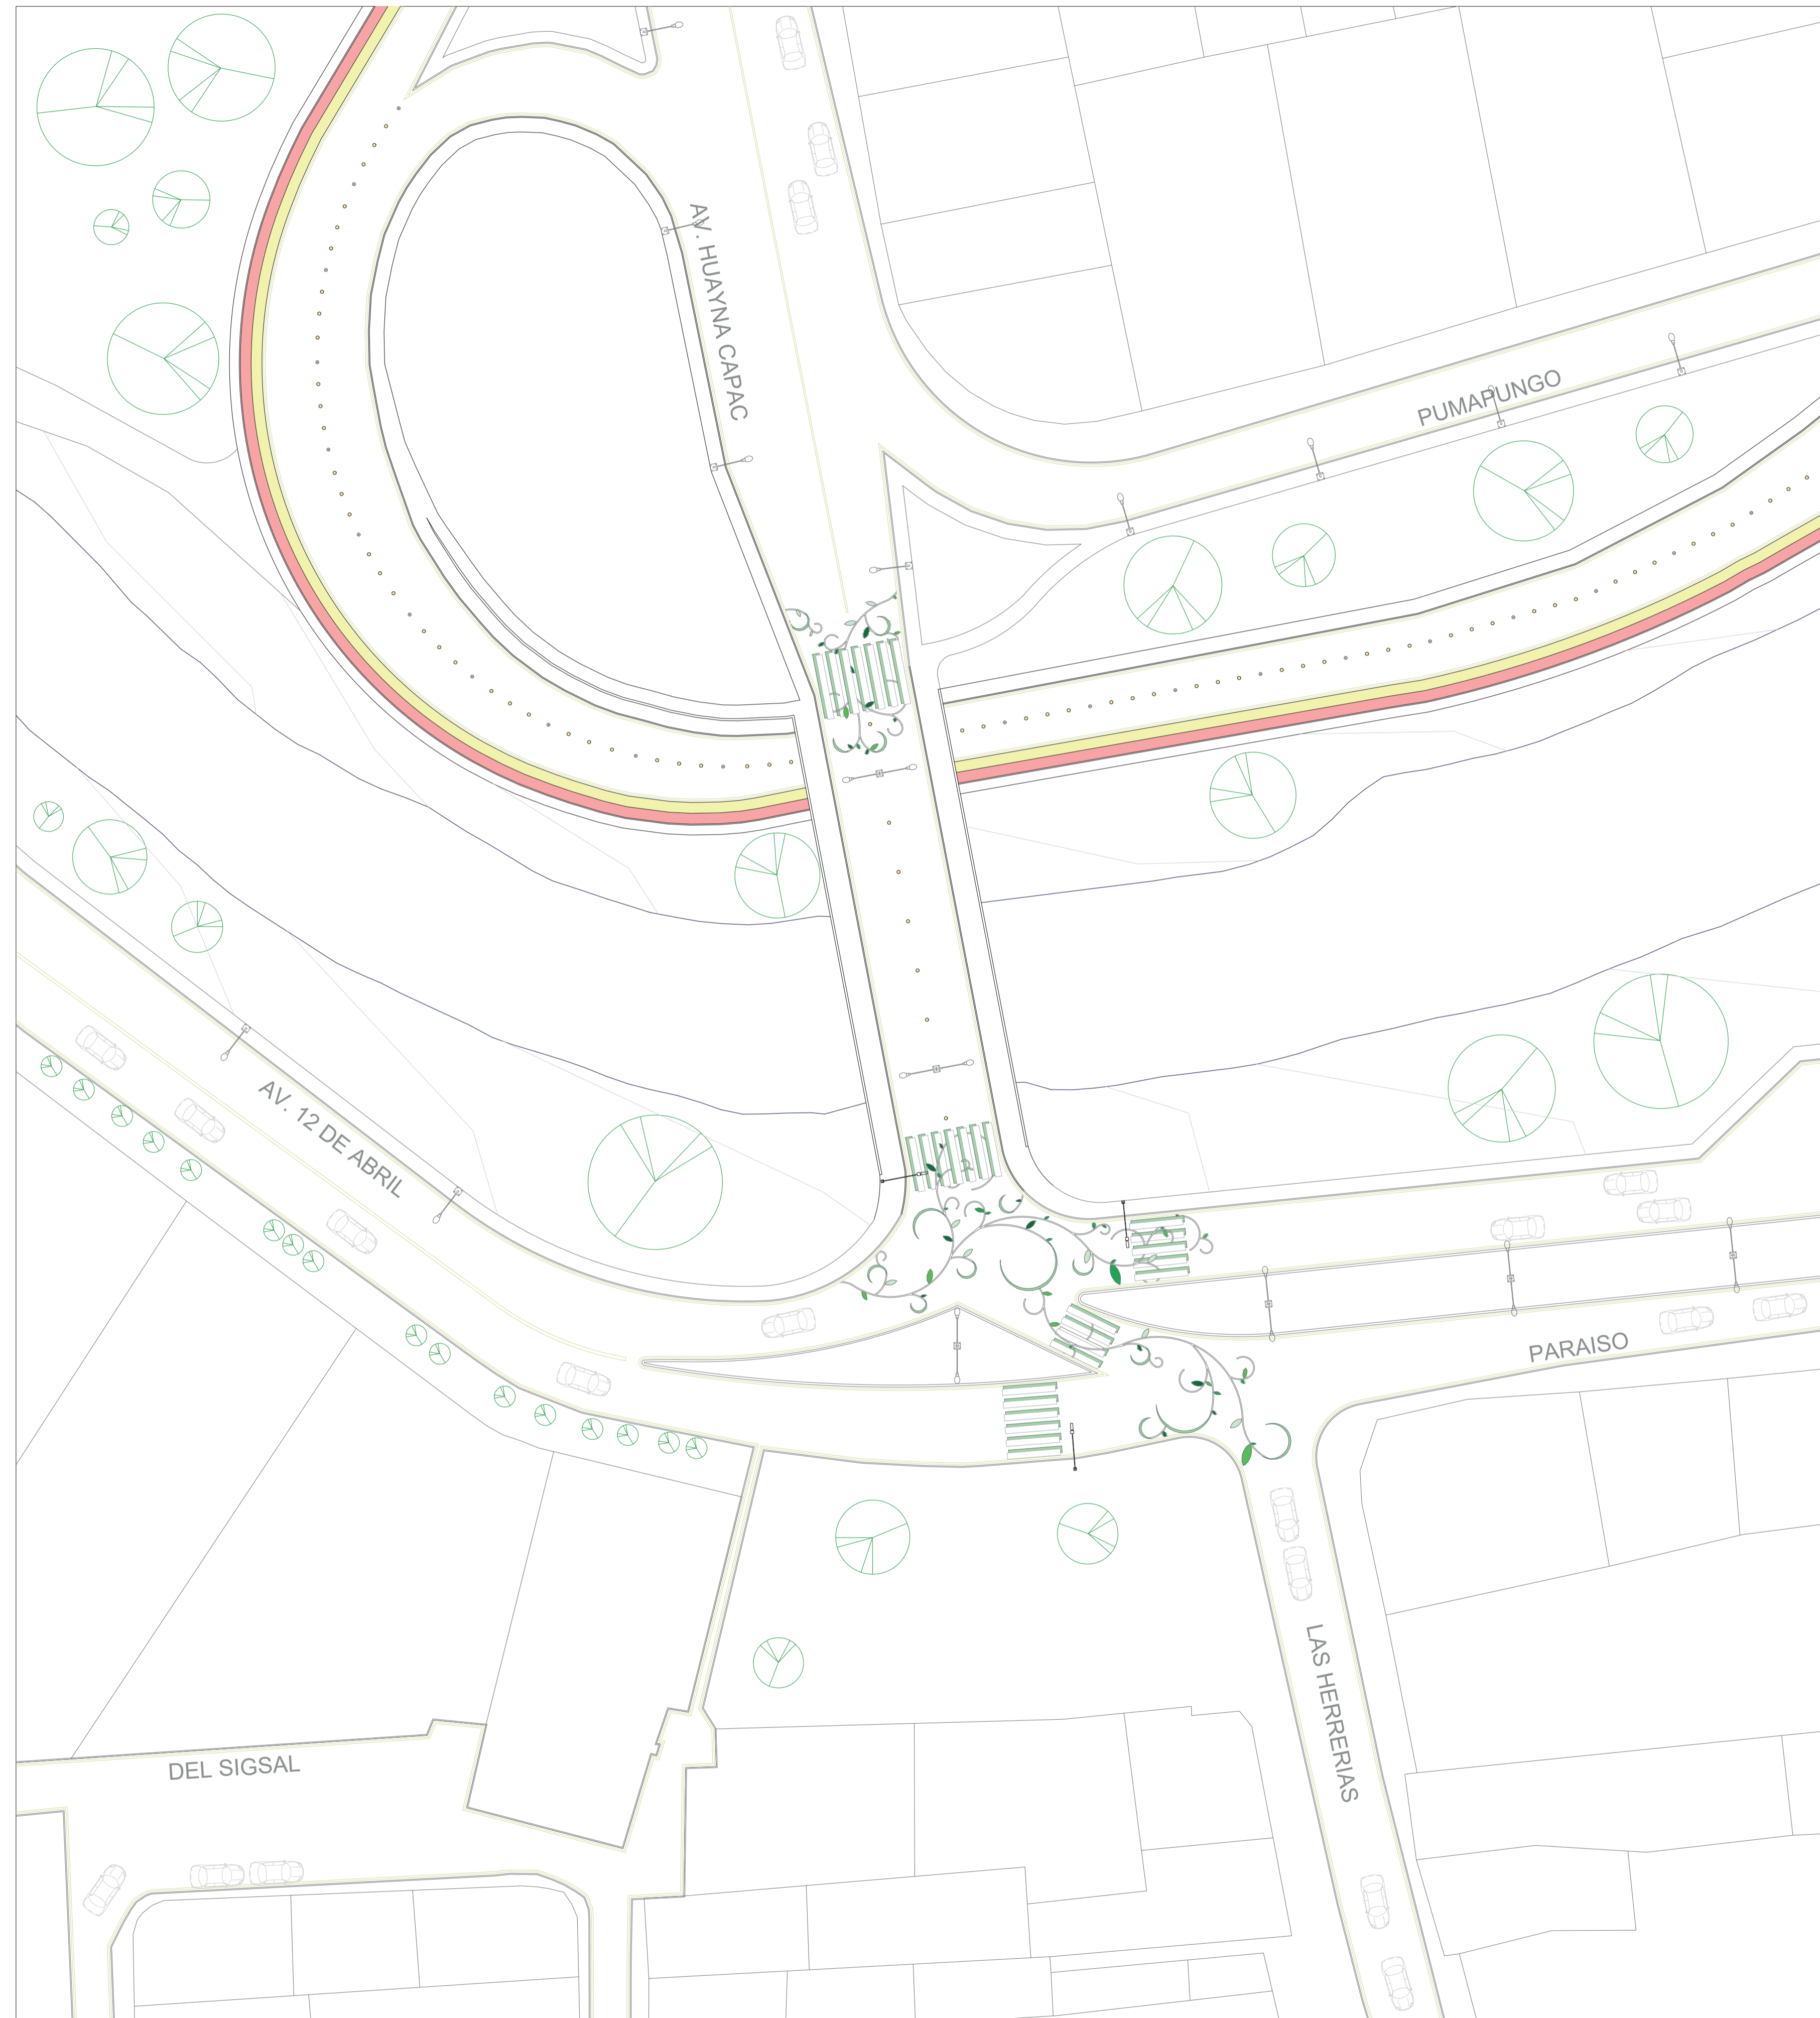 AV. HUAYNA CAPAC
PUMAPUNGO
AV. 12 DE ABRIL
PARAISO
LAS HERRERIAS
DEL SIGSAL